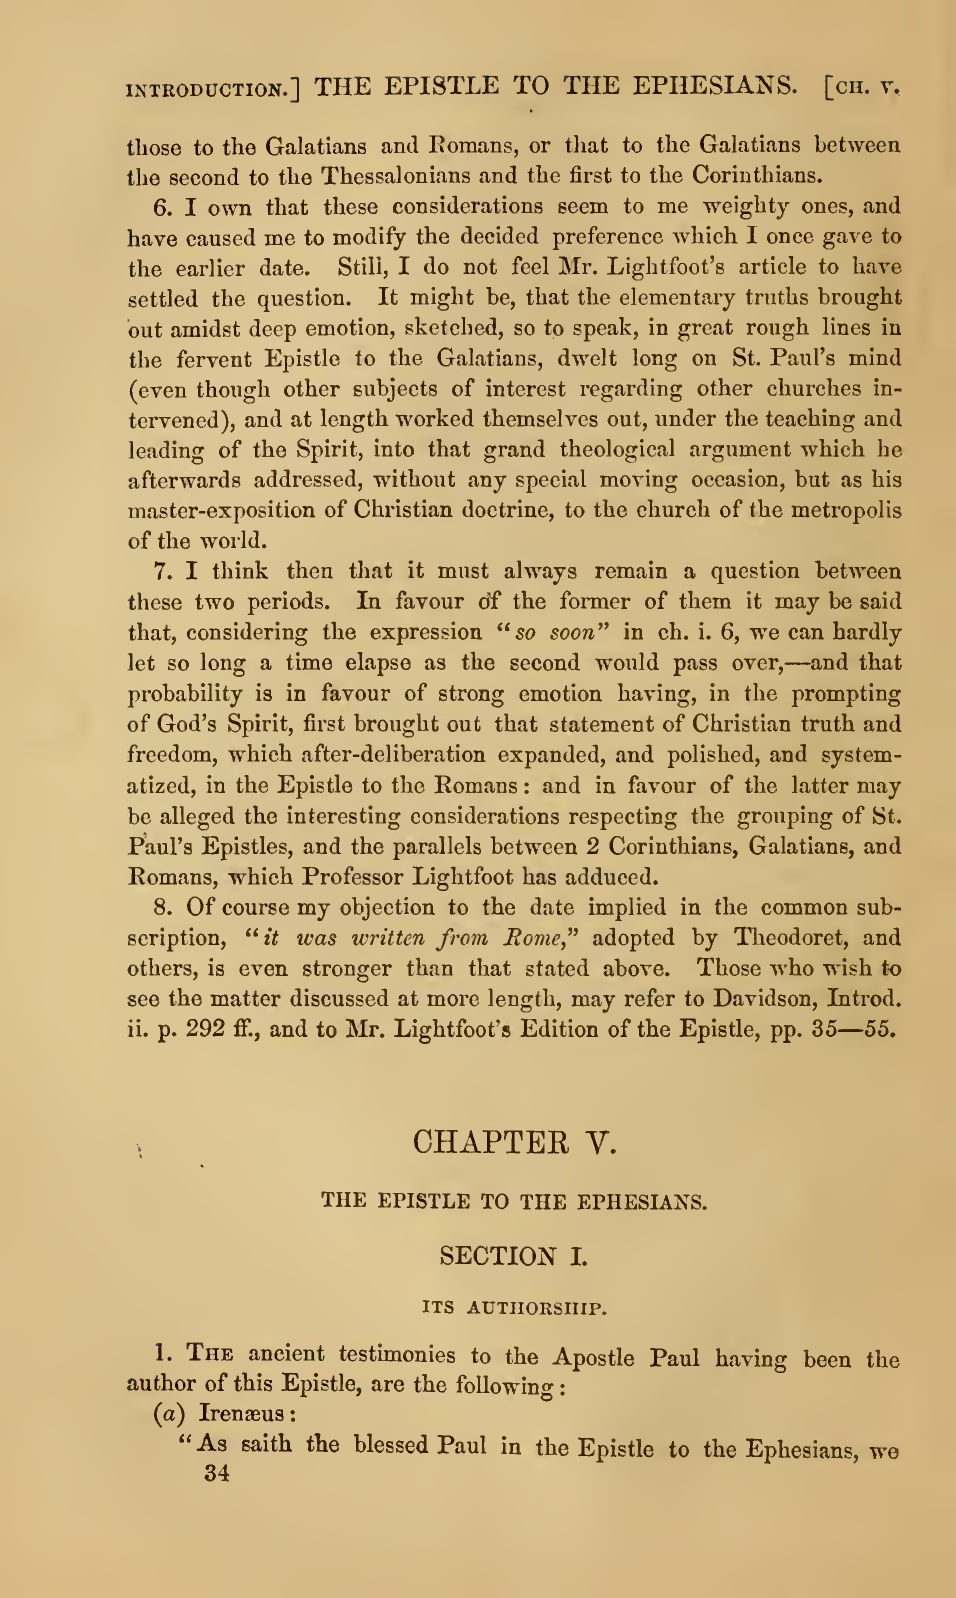 INTRODUCTION.] THE EPISTLE TO THE EPHESIANS. [CH. V.
those to the Galatians and Romans, or that to the Galatians between
the second to the Thessalonians and the first to the Corinthians.
6. I own that these considerations seem to me weighty ones, and
have caused me to modify the decided preference which I once gave to
the earlier date. Still, I do not feel Mr. Lightfoot's article to have
settled the question. It might be, that the elementary truths brought
out amidst deep emotion, sketched, so to speak, in great rough lines in
the fervent Epistle to the Galatians, dwelt long on St. Paul's mind
(even though other subjects of interest regarding other churches in-
tervened), and at length worked themselves out, under the teaching and
leading of the Spirit, into that grand theological argument which he
afterwards addressed, without any special moving occasion, but as his
master-exposition of Christian doctrine, to the church of the metropolis
of the world.
7. I think then that it must always remain a question between
these two periods. In favour of the former of them it may be said
that, considering the expression "so soon" in ch. i. 6, we can hardly
let so long a time elapse as the second would pass over,—and that
probability is in favour of strong emotion having, in the prompting
of God's Spirit, first brought out that statement of Christian truth and
freedom, which after-deliberation expanded, and polished, and system-
atized, in the Epistle to the Romans: and in favour of the latter may
be alleged the interesting considerations respecting the grouping of St.
Paul's Epistles, and the parallels between 2 Corinthians, Galatians, and
Romans, which Professor Lightfoot has adduced.
8. Of course my objection to the date implied in the common sub-
scription, "it was written from Rome," adopted by Theodoret, and
others, is even stronger than that stated above. Those who wish to
see the matter discussed at more length, may refer to Davidson, Introd.
ii. p. 292 ff., and to Mr. Lightfoot's Edition of the Epistle, pp. 35—55.
CHAPTER V.
THE EPISTLE TO THE EPHESIANS.
SECTION I.
ITS AUTHORSHIP.
1. THE ancient testimonies to the Apostle Paul having been the
author of this Epistle, are the following:
(a) Irenæus:
"As saith the blessed Paul in the Epistle to the Ephesians, we
34